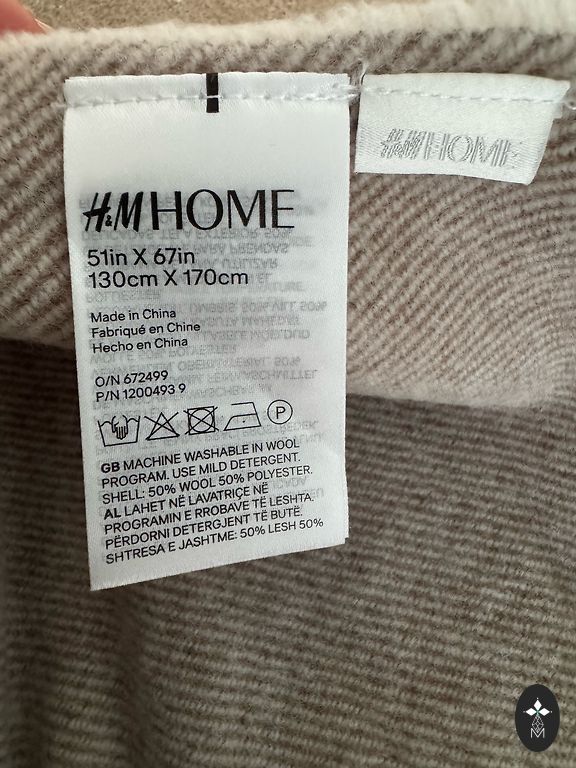 H&M HOME
H&M HOME
51in X 67in
130cm X 170cm
Made in China
Fabriqué en Chine
Hecho en China
O/N 672499
P/N 1200493 9
P
GB MACHINE WASHABLE IN WOOL
PROGRAM. USE MILD DETERGENT.
SHELL: 50% WOOL 50% POLYESTER.
AL LAHET NË LAVATRIÇE NË
PROGRAMIN E RROBAVE TË LESHTA.
PËRDORNI DETERGJENT TË BUTË.
SHTRESA E JASHTME: 50% LESH 50%
M